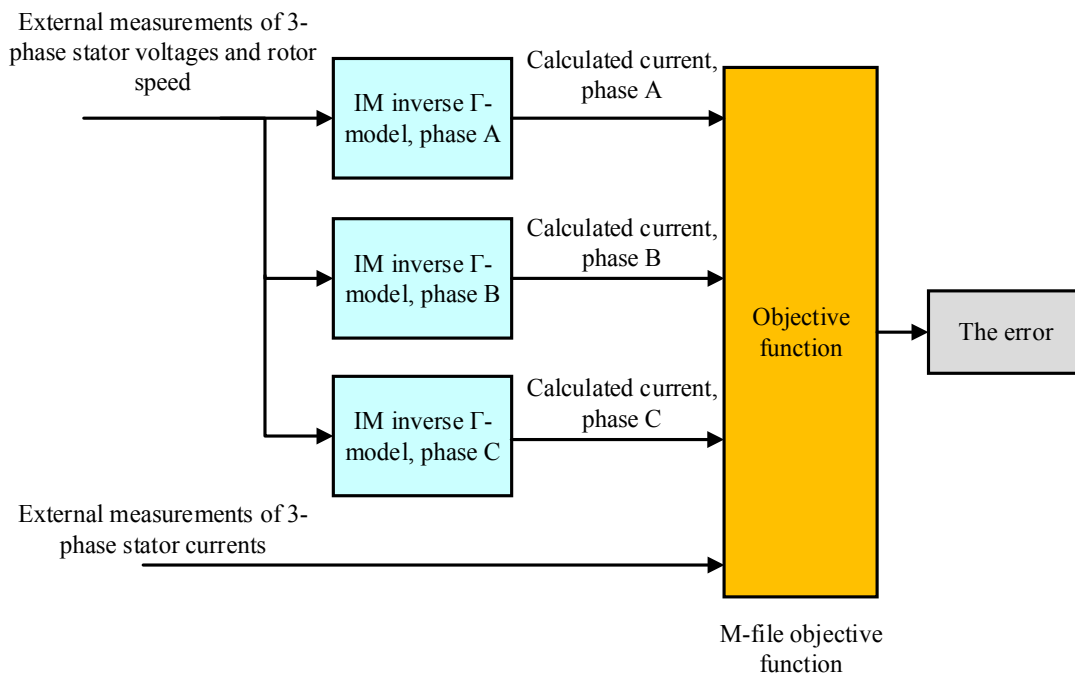 External measurements of 3-
phase stator voltages and rotor
speed
IM inverse Γ-
model, phase A
Calculated current,
phase A
IM inverse Γ-
model, phase B
Calculated current,
phase B
IM inverse Γ-
model, phase C
Calculated current,
phase C
External measurements of 3-
phase stator currents
Objective
function
The error
M-file objective
function